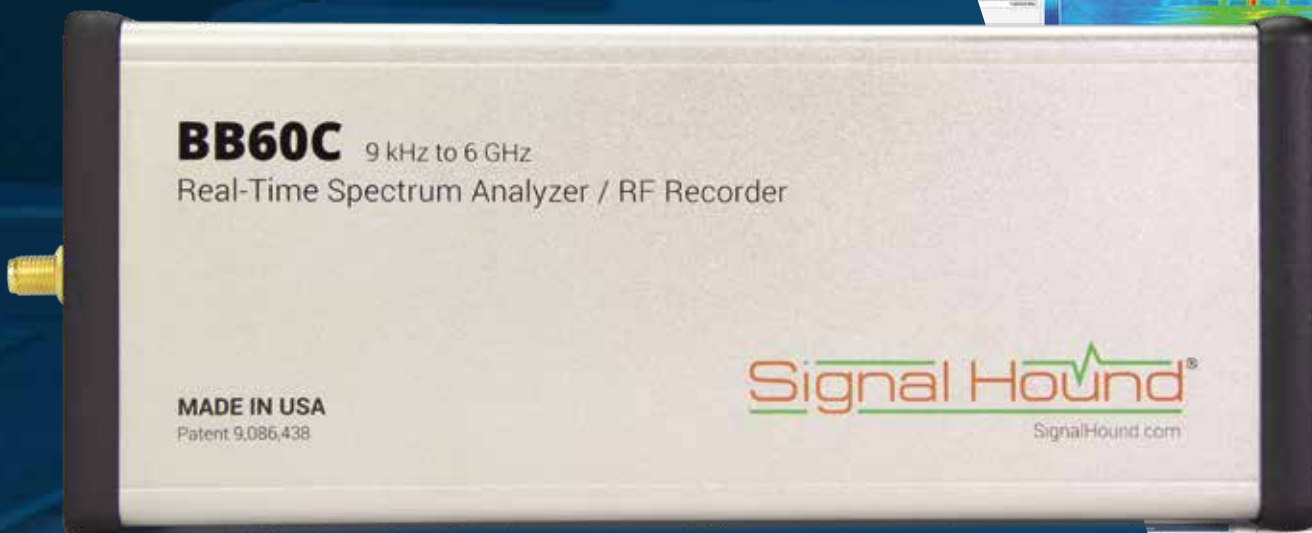 BB60C 9 kHz to 6 GHz
Real-Time Spectrum Analyzer / RF Recorder
Signal Hound®
MADE IN USA
Patent 9,086,438
SignalHound.com